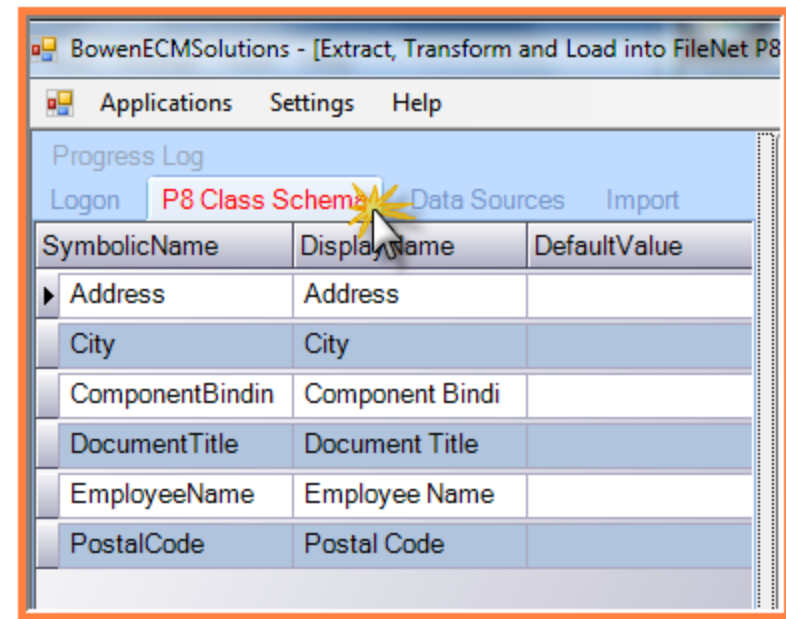 BowenECMSolutions - [Extract, Transform and Load into FileNet P8
Applications Settings Help
Progress Log
Logon P8 Class Schema Data Sources Import
SymbolicName DisplayName DefaultValue
Address Address
City City
ComponentBindin Component Bindi
DocumentTitle Document Title
EmployeeName Employee Name
PostalCode Postal Code